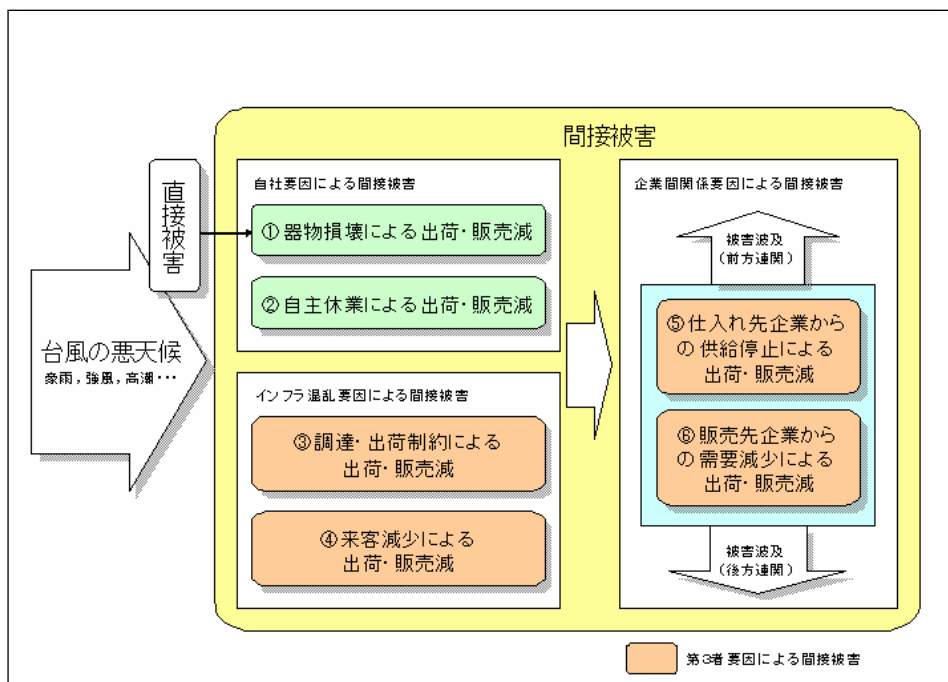 間接被害
直接被害
自社要因による間接被害
①器物損壊による出荷・販売減
②自主休業による出荷・販売減
台風の悪天候
豪雨，強風，高潮・・・
インフラ混乱要因による間接被害
③調達・出荷制約による
出荷・販売減
④来客減少による
出荷・販売減
企業間関係要因による間接被害
被害波及
(前方連関)
⑤仕入れ先企業から
の供給停止による
出荷・販売減
⑥販売先企業から
の需要減少による
出荷・販売減
被害波及
(後方連関)
第3者要因による間接被害